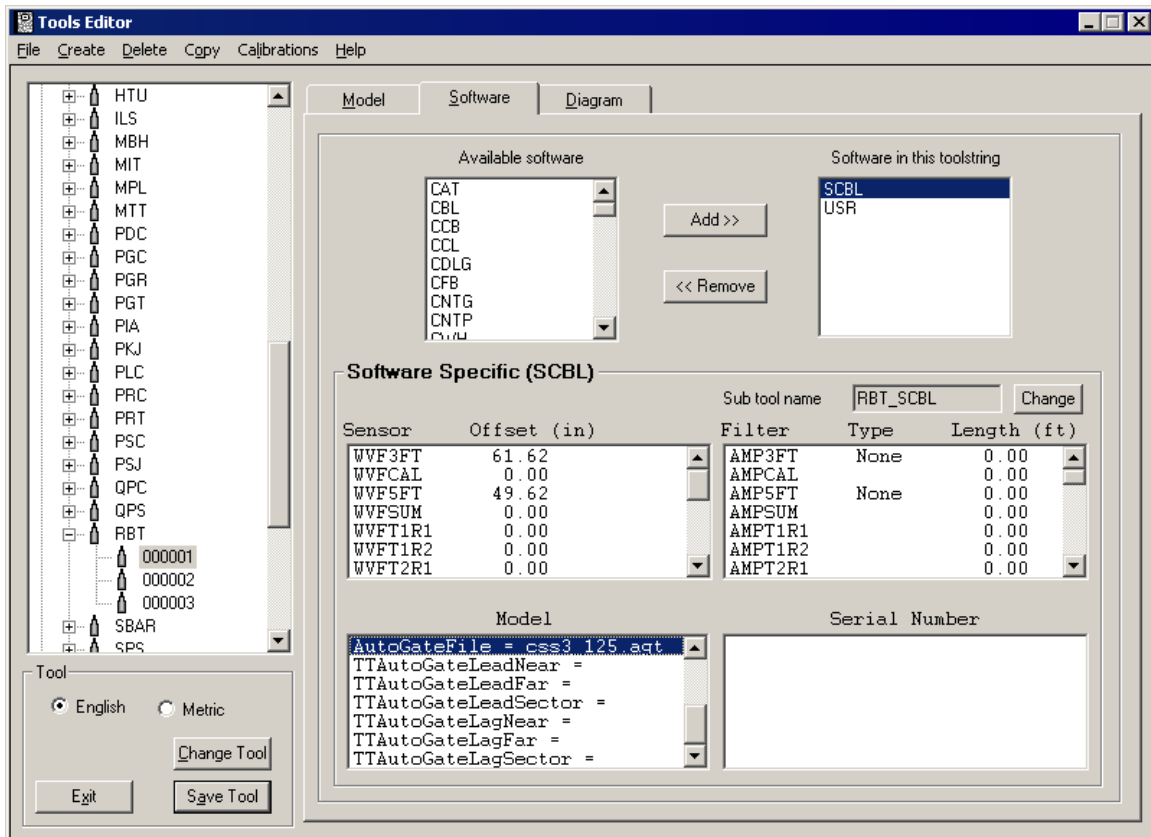 Tools Editor
File Create Delete Copy Calibrations Help
HTU
ILS
MBH
MIT
MPL
MTT
PDC
PGC
PGR
PGT
PIA
PKJ
PLC
PRC
PRT
PSC
PSJ
QPC
QPS
RBT
000001
000002
000003
SBAR
SPS
Tool
English Metric
Change Tool
Exit Save Tool
Model Software Diagram
Available software
CAT
CBL
CCB
CCL
CDLG
CFB
CNTG
CNTP
CWH
Add >>
<< Remove
Software in this toolstring
SCBL
USR
Software Specific (SCBL)
Sub tool name RBT_SCBL Change
Sensor Offset (in)
WVF3FT 61.62
WVFCAL 0.00
WVF5FT 49.62
WVFSUM 0.00
WVFT1R1 0.00
WVFT1R2 0.00
WVFT2R1 0.00
Filter Type Length (ft)
AMP3FT None 0.00
AMPCAL 0.00
AMP5FT None 0.00
AMPSUM 0.00
AMPT1R1 0.00
AMPT1R2 0.00
AMPT2R1 0.00
Model
AutoGateFile = css3_125.agt
TTAutoGateLeadNear =
TTAutoGateLeadFar =
TTAutoGateLeadSector =
TTAutoGateLagNear =
TTAutoGateLagFar =
TTAutoGateLagSector =
Serial Number